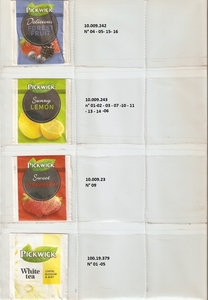 PICKWICK
Delicious
FOREST
FRUIT
10.009.242
N° 04 - 05- 15- 16
PICKWICK
Sunny
LEMON
10.009.243
n° 01-02 - 03 - 07 -10 - 11
- 13 - 14 -06
PICKWICK
Sweet
10.009.23
N° 09
PICKWICK
White
tea
100.19.379
N° 01 -05